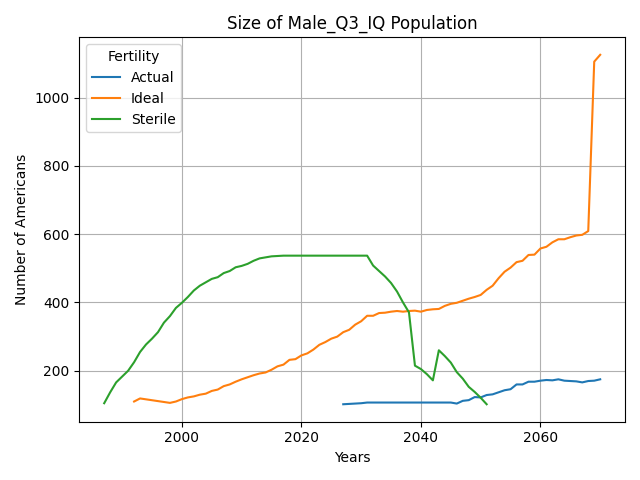 Size of Male_Q3_IQ Population
Fertility
Actual
Ideal
Sterile
Number of Americans
1000
800
600
400
200
2000
2020
2040
2060
Years